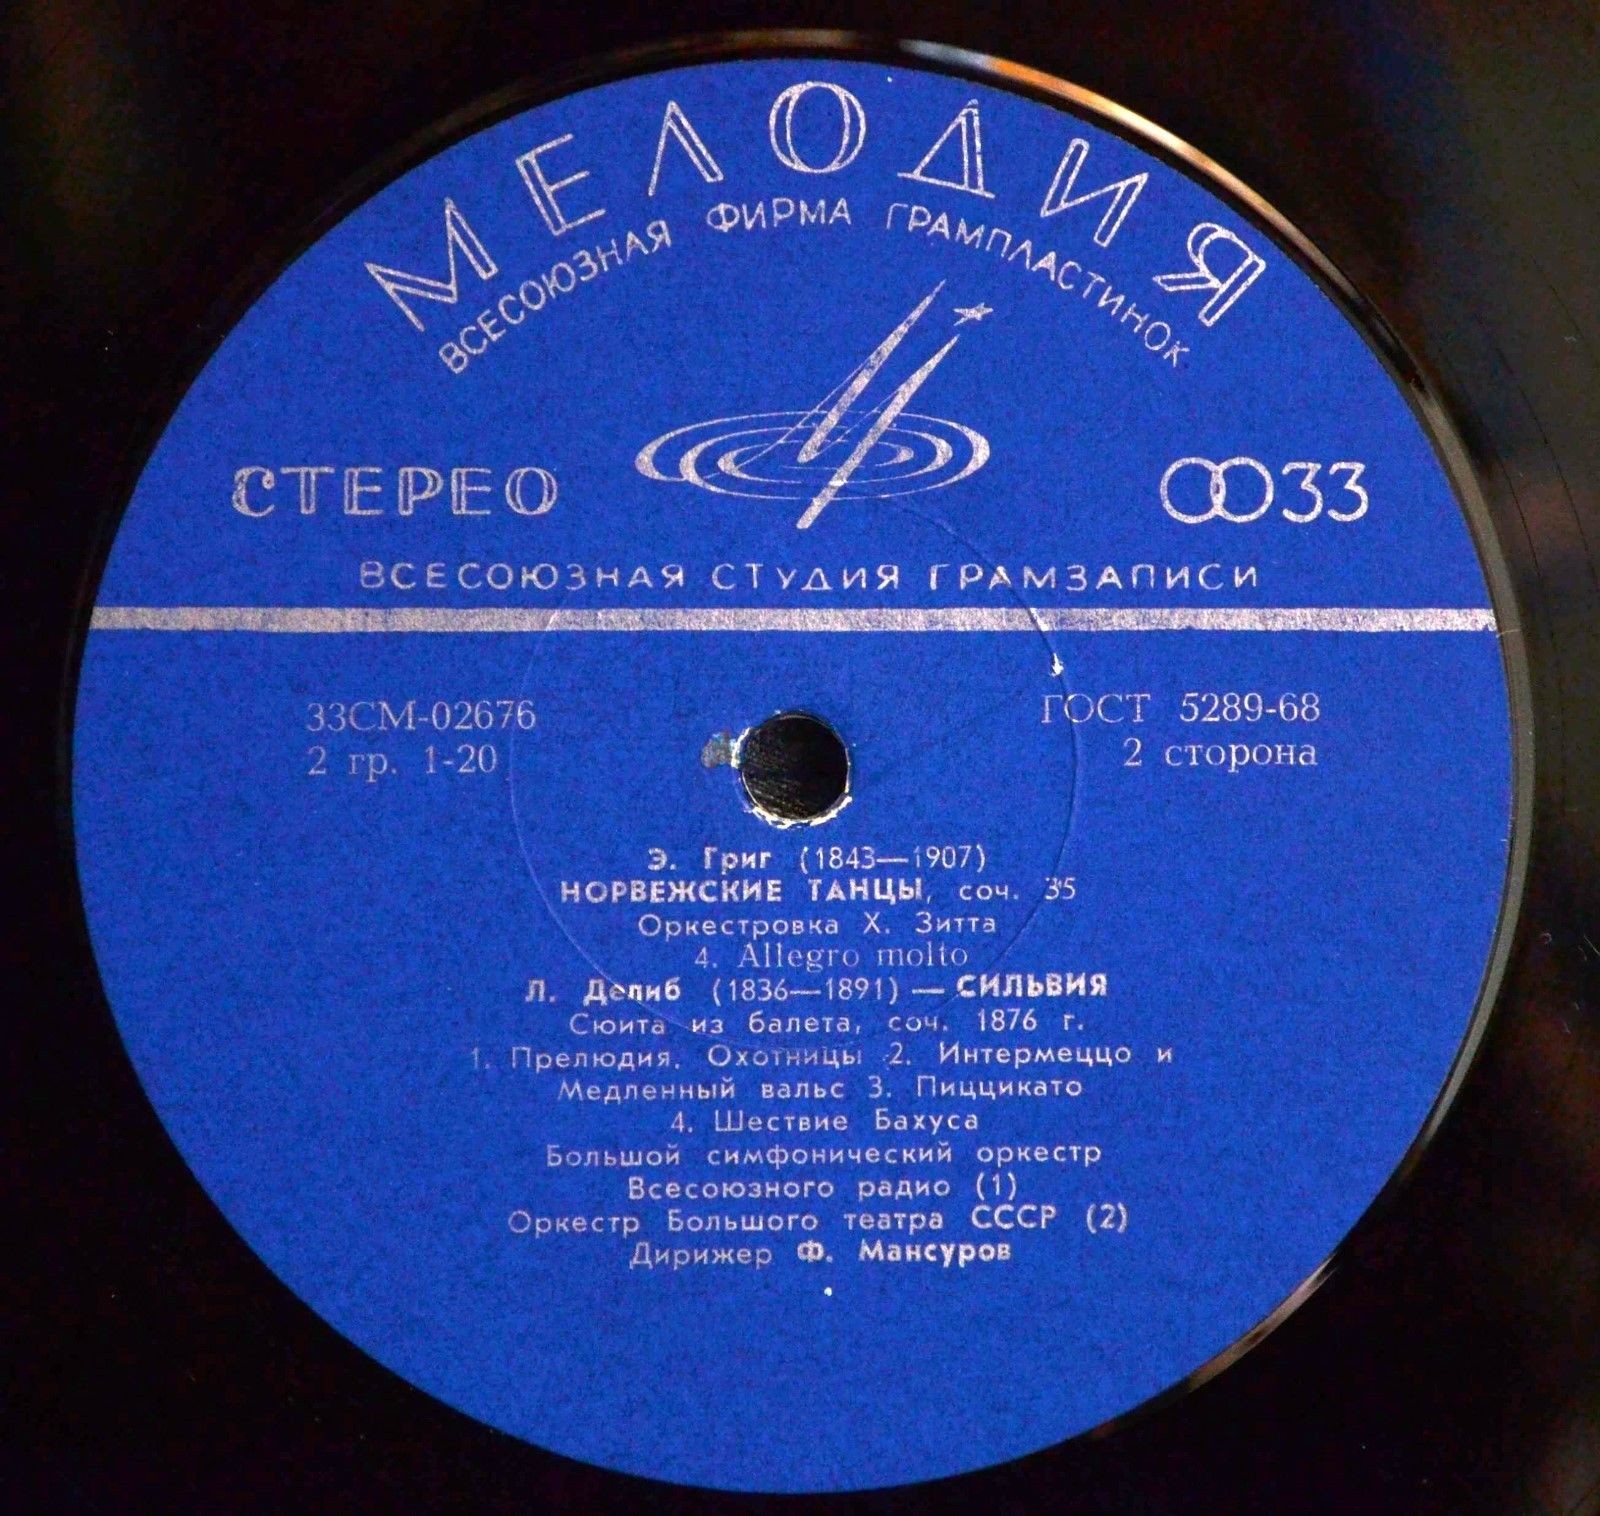 МЕЛОДИЯ
ВСЕСОЮЗНАЯ ФИРМА ГРАМПЛАСТИНОК
СТЕРЕО
33
ВСЕСОЮЗНАЯ СТУДИЯ ГРАМЗАПИСИ
33СМ-02676
ГОСТ 5289-68
2 гр. 1-20
2 сторона
Э. Григ (1843—1907)
НОРВЕЖСКИЕ ТАНЦЫ, соч. 35
Оркестровка Х. Зитта
4. Allegro molto
Л. Делиб (1836—1891) — СИЛЬВИЯ
Сюита из балета, соч. 1876 г.
1. Прелюдия. Охотницы 2. Интермеццо и
Медленный вальс 3. Пиццикато
4. Шествие Бахуса
Большой симфонический оркестр
Всесоюзного радио (1)
Оркестр Большого театра СССР (2)
Дирижер Ф. Мансуров